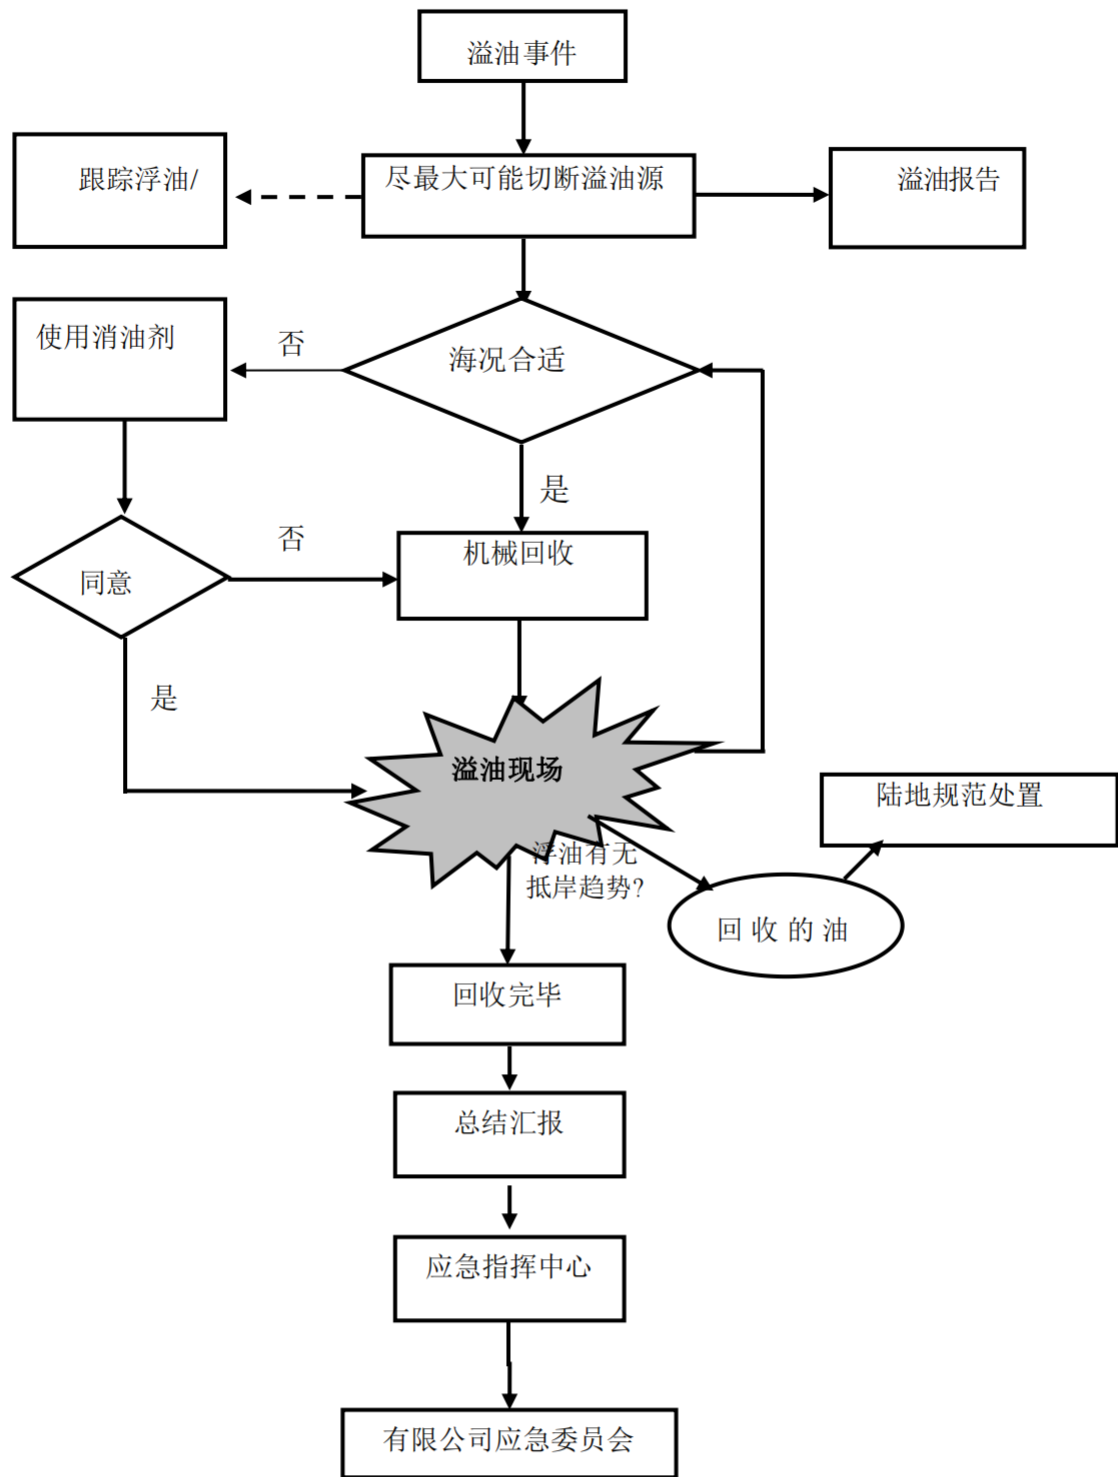 溢油事件
跟踪浮油/
尽最大可能切断溢油源
溢油报告
使用消油剂
否
海况合适
是
否
机械回收
同意
是
溢油现场
陆地规范处置
浮油有无
抵岸趋势?
回收的油
回收完毕
总结汇报
应急指挥中心
有限公司应急委员会